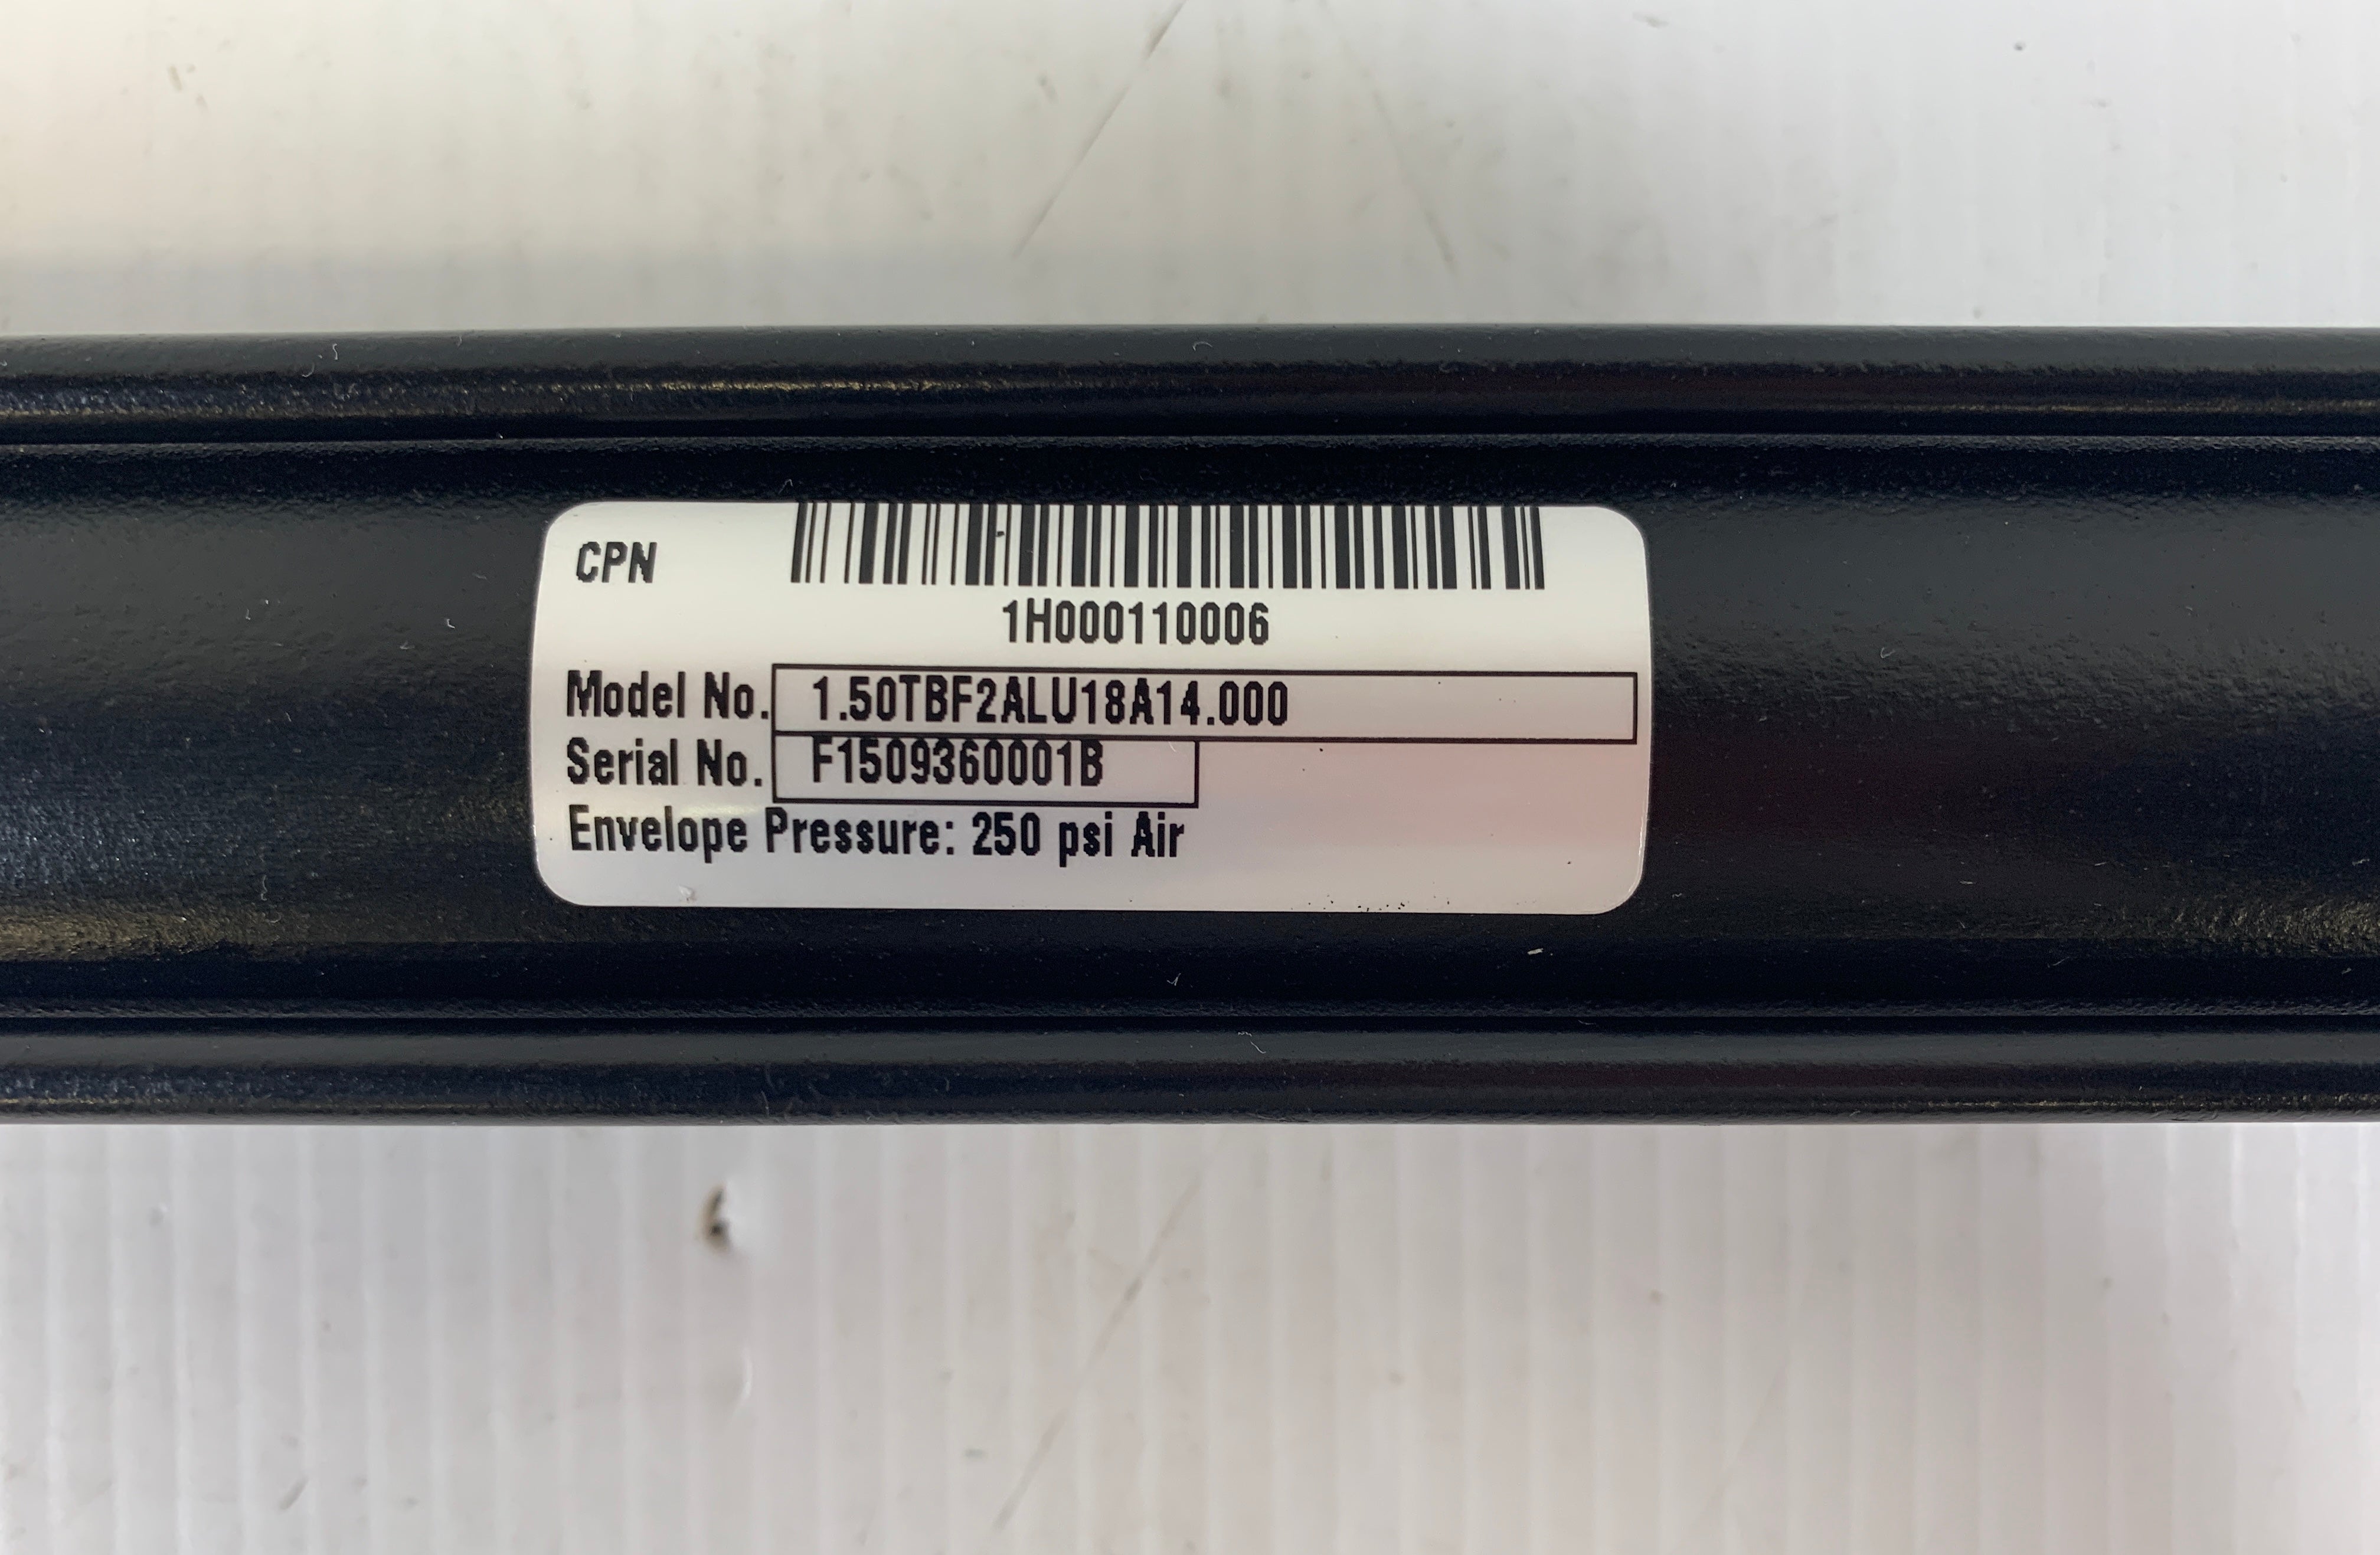 CPN
1H000110006
Model No. 1.50TBF2ALU18A14.000
Serial No. F1509360001B
Envelope Pressure: 250 psi Air